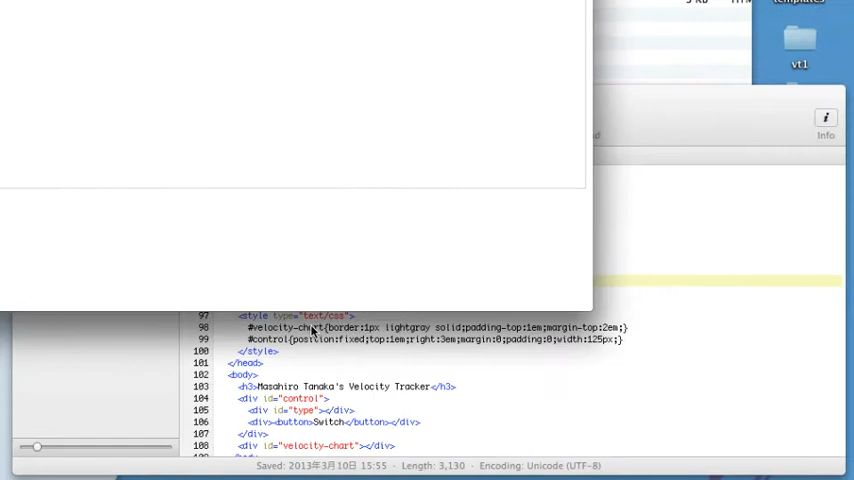 templates
vt1
Info
97 <style type="text/css">
98 #velocity-chart{border:1px lightgray solid;padding-top:1em;margin-top:2em;}
99 #control{position:fixed;top:1em;right:3em;margin:0;padding:0;width:125px;}
100 </style>
101 </head>
102 <body>
103 <h3>Masahiro Tanaka's Velocity Tracker</h3>
104 <div id="control">
105 <div id="type"></div>
106 <div><button>Switch</button></div>
107 </div>
108 <div id="velocity-chart"></div>
Saved: 2013年3月10日 15:55 · Length: 3,130 · Encoding: Unicode (UTF-8)